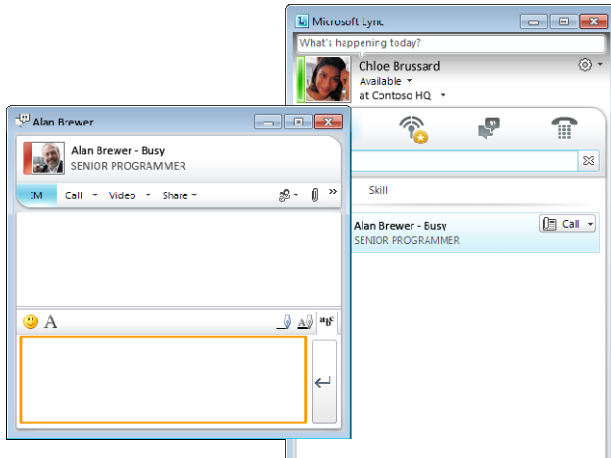 Microsoft Lync
What's happening today?
Chloe Brussard
Available
at Contoso HQ
Skill
Alan Brewer - Busy
SENIOR PROGRAMMER
Call
Alan Brewer
Alan Brewer - Busy
SENIOR PROGRAMMER
IM Call Video Share »
A A aBc